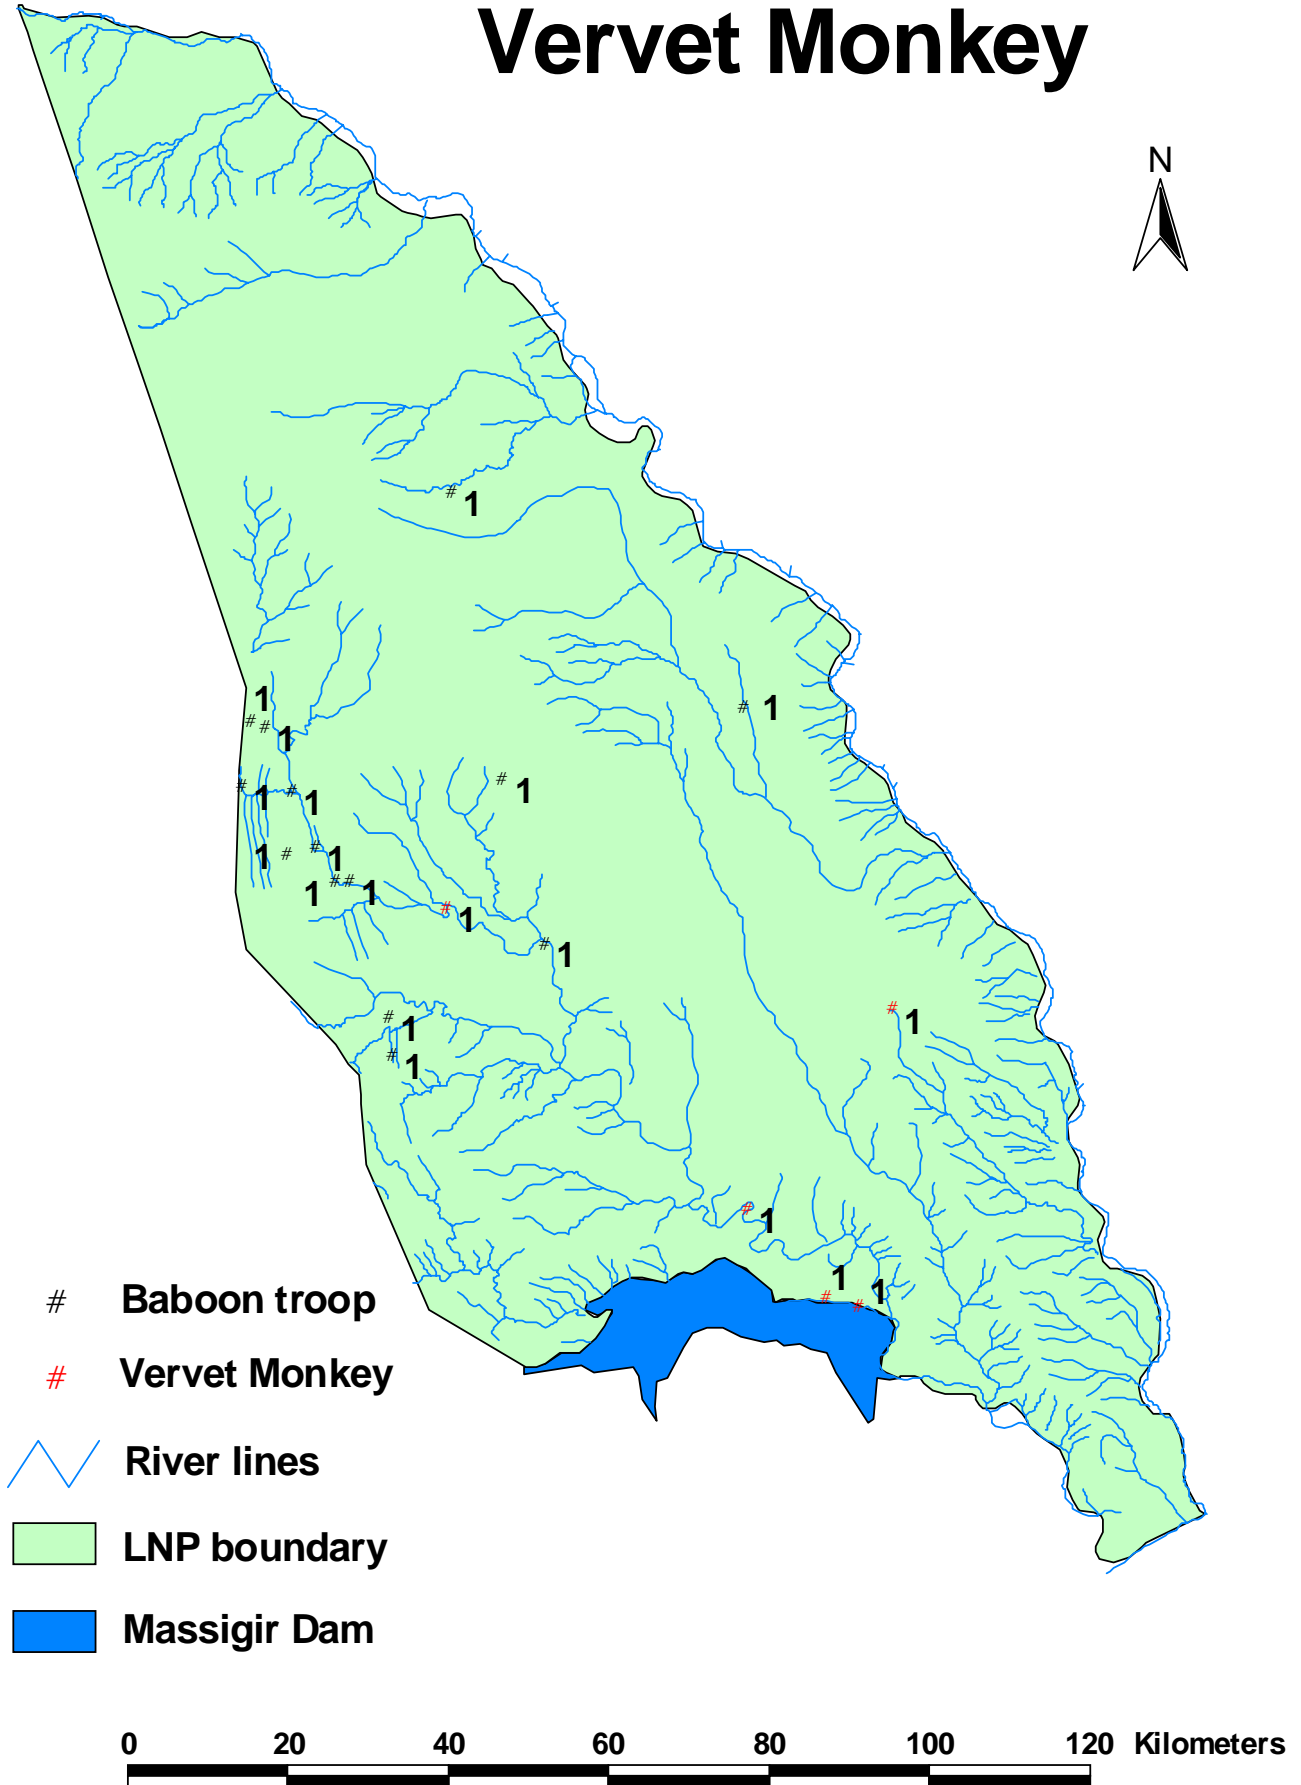 Vervet Monkey
N
# 1
1
# #
1
# 1
# 1
# 1
# 1
1 # # 1
# #
1 1
# 1
# 1
# 1
# 1
# 1
# 1
1 1
# #
# Baboon troop
# Vervet Monkey
River lines
LNP boundary
Massigir Dam
0 20 40 60 80 100 120 Kilometers